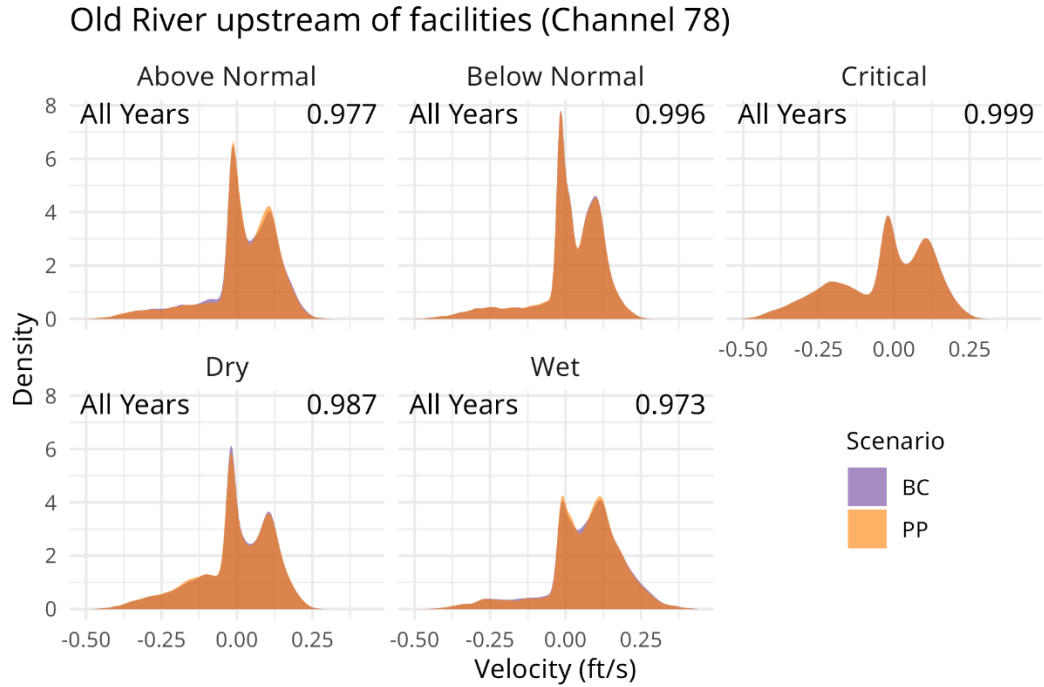 Old River upstream of facilities (Channel 78)
Above Normal
Below Normal
Critical
All Years 0.977
All Years 0.996
All Years 0.999
8
6
4
2
0
-0.50 -0.25 0.00 0.25
Density
Dry
Wet
All Years 0.987
All Years 0.973
8
6
4
2
0
-0.50 -0.25 0.00 0.25
-0.50 -0.25 0.00 0.25
Velocity (ft/s)
Scenario
BC
PP